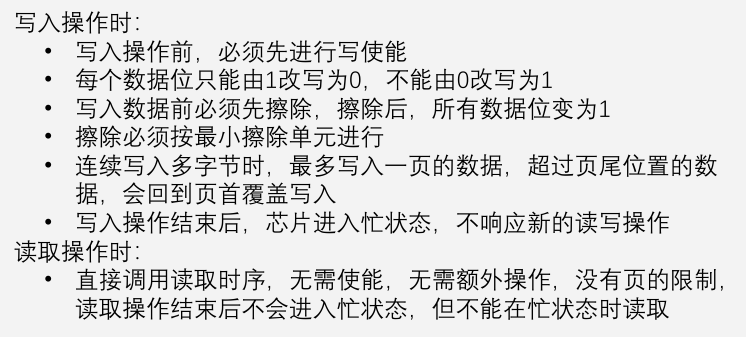 写入操作时：
• 写入操作前，必须先进行写使能
• 每个数据位只能由1改写为0，不能由0改写为1
• 写入数据前必须先擦除，擦除后，所有数据位变为1
• 擦除必须按最小擦除单元进行
• 连续写入多字节时，最多写入一页的数据，超过页尾位置的数
据，会回到页首覆盖写入
• 写入操作结束后，芯片进入忙状态，不响应新的读写操作
读取操作时：
• 直接调用读取时序，无需使能，无需额外操作，没有页的限制，
读取操作结束后不会进入忙状态，但不能在忙状态时读取